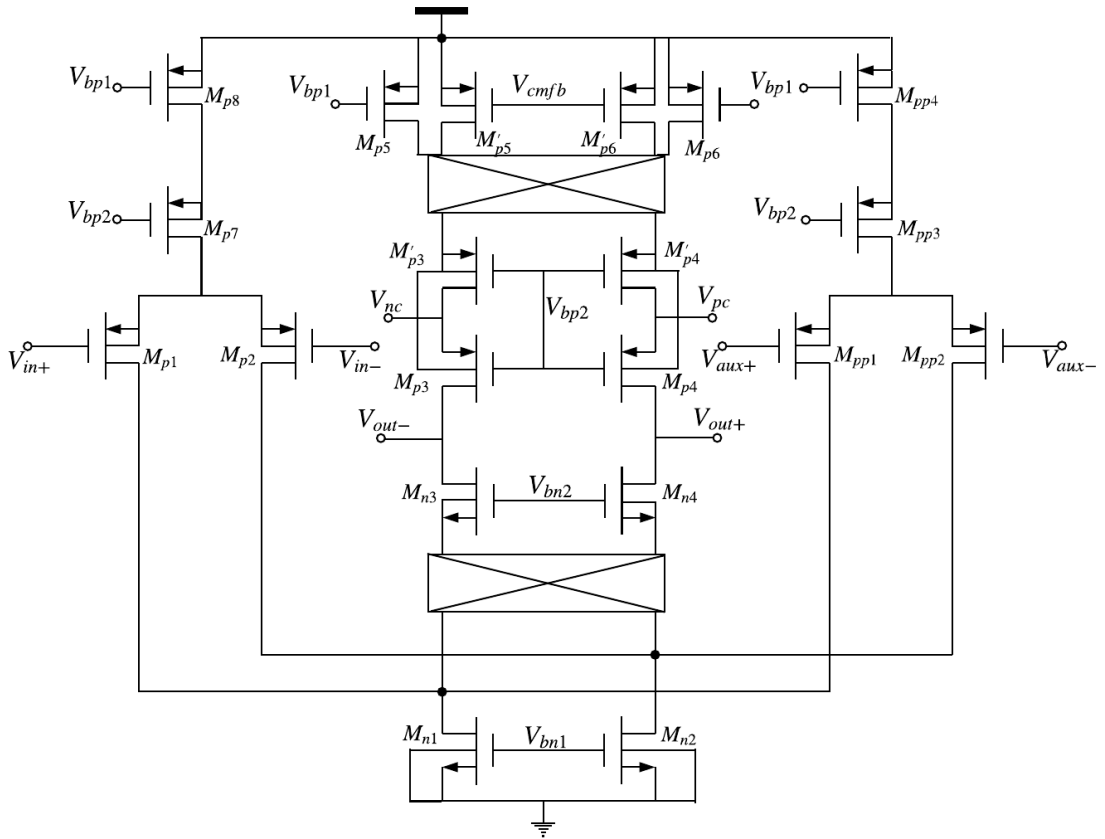 V_{bp1}
M_{p8}
V_{bp1}
M_{p5}
M'_{p5}
V_{cmfb}
M'_{p6}
M_{p6}
V_{bp1}
M_{pp4}
V_{bp2}
M_{p7}
V_{bp2}
M_{pp3}
M'_{p3}
M'_{p4}
V_{nc}
V_{bp2}
V_{pc}
V_{in+}
M_{p1}
M_{p2}
V_{in-}
M_{p3}
M_{p4}
V_{aux+}
M_{pp1}
M_{pp2}
V_{aux-}
V_{out-}
V_{out+}
M_{n3}
V_{bn2}
M_{n4}
M_{n1}
V_{bn1}
M_{n2}